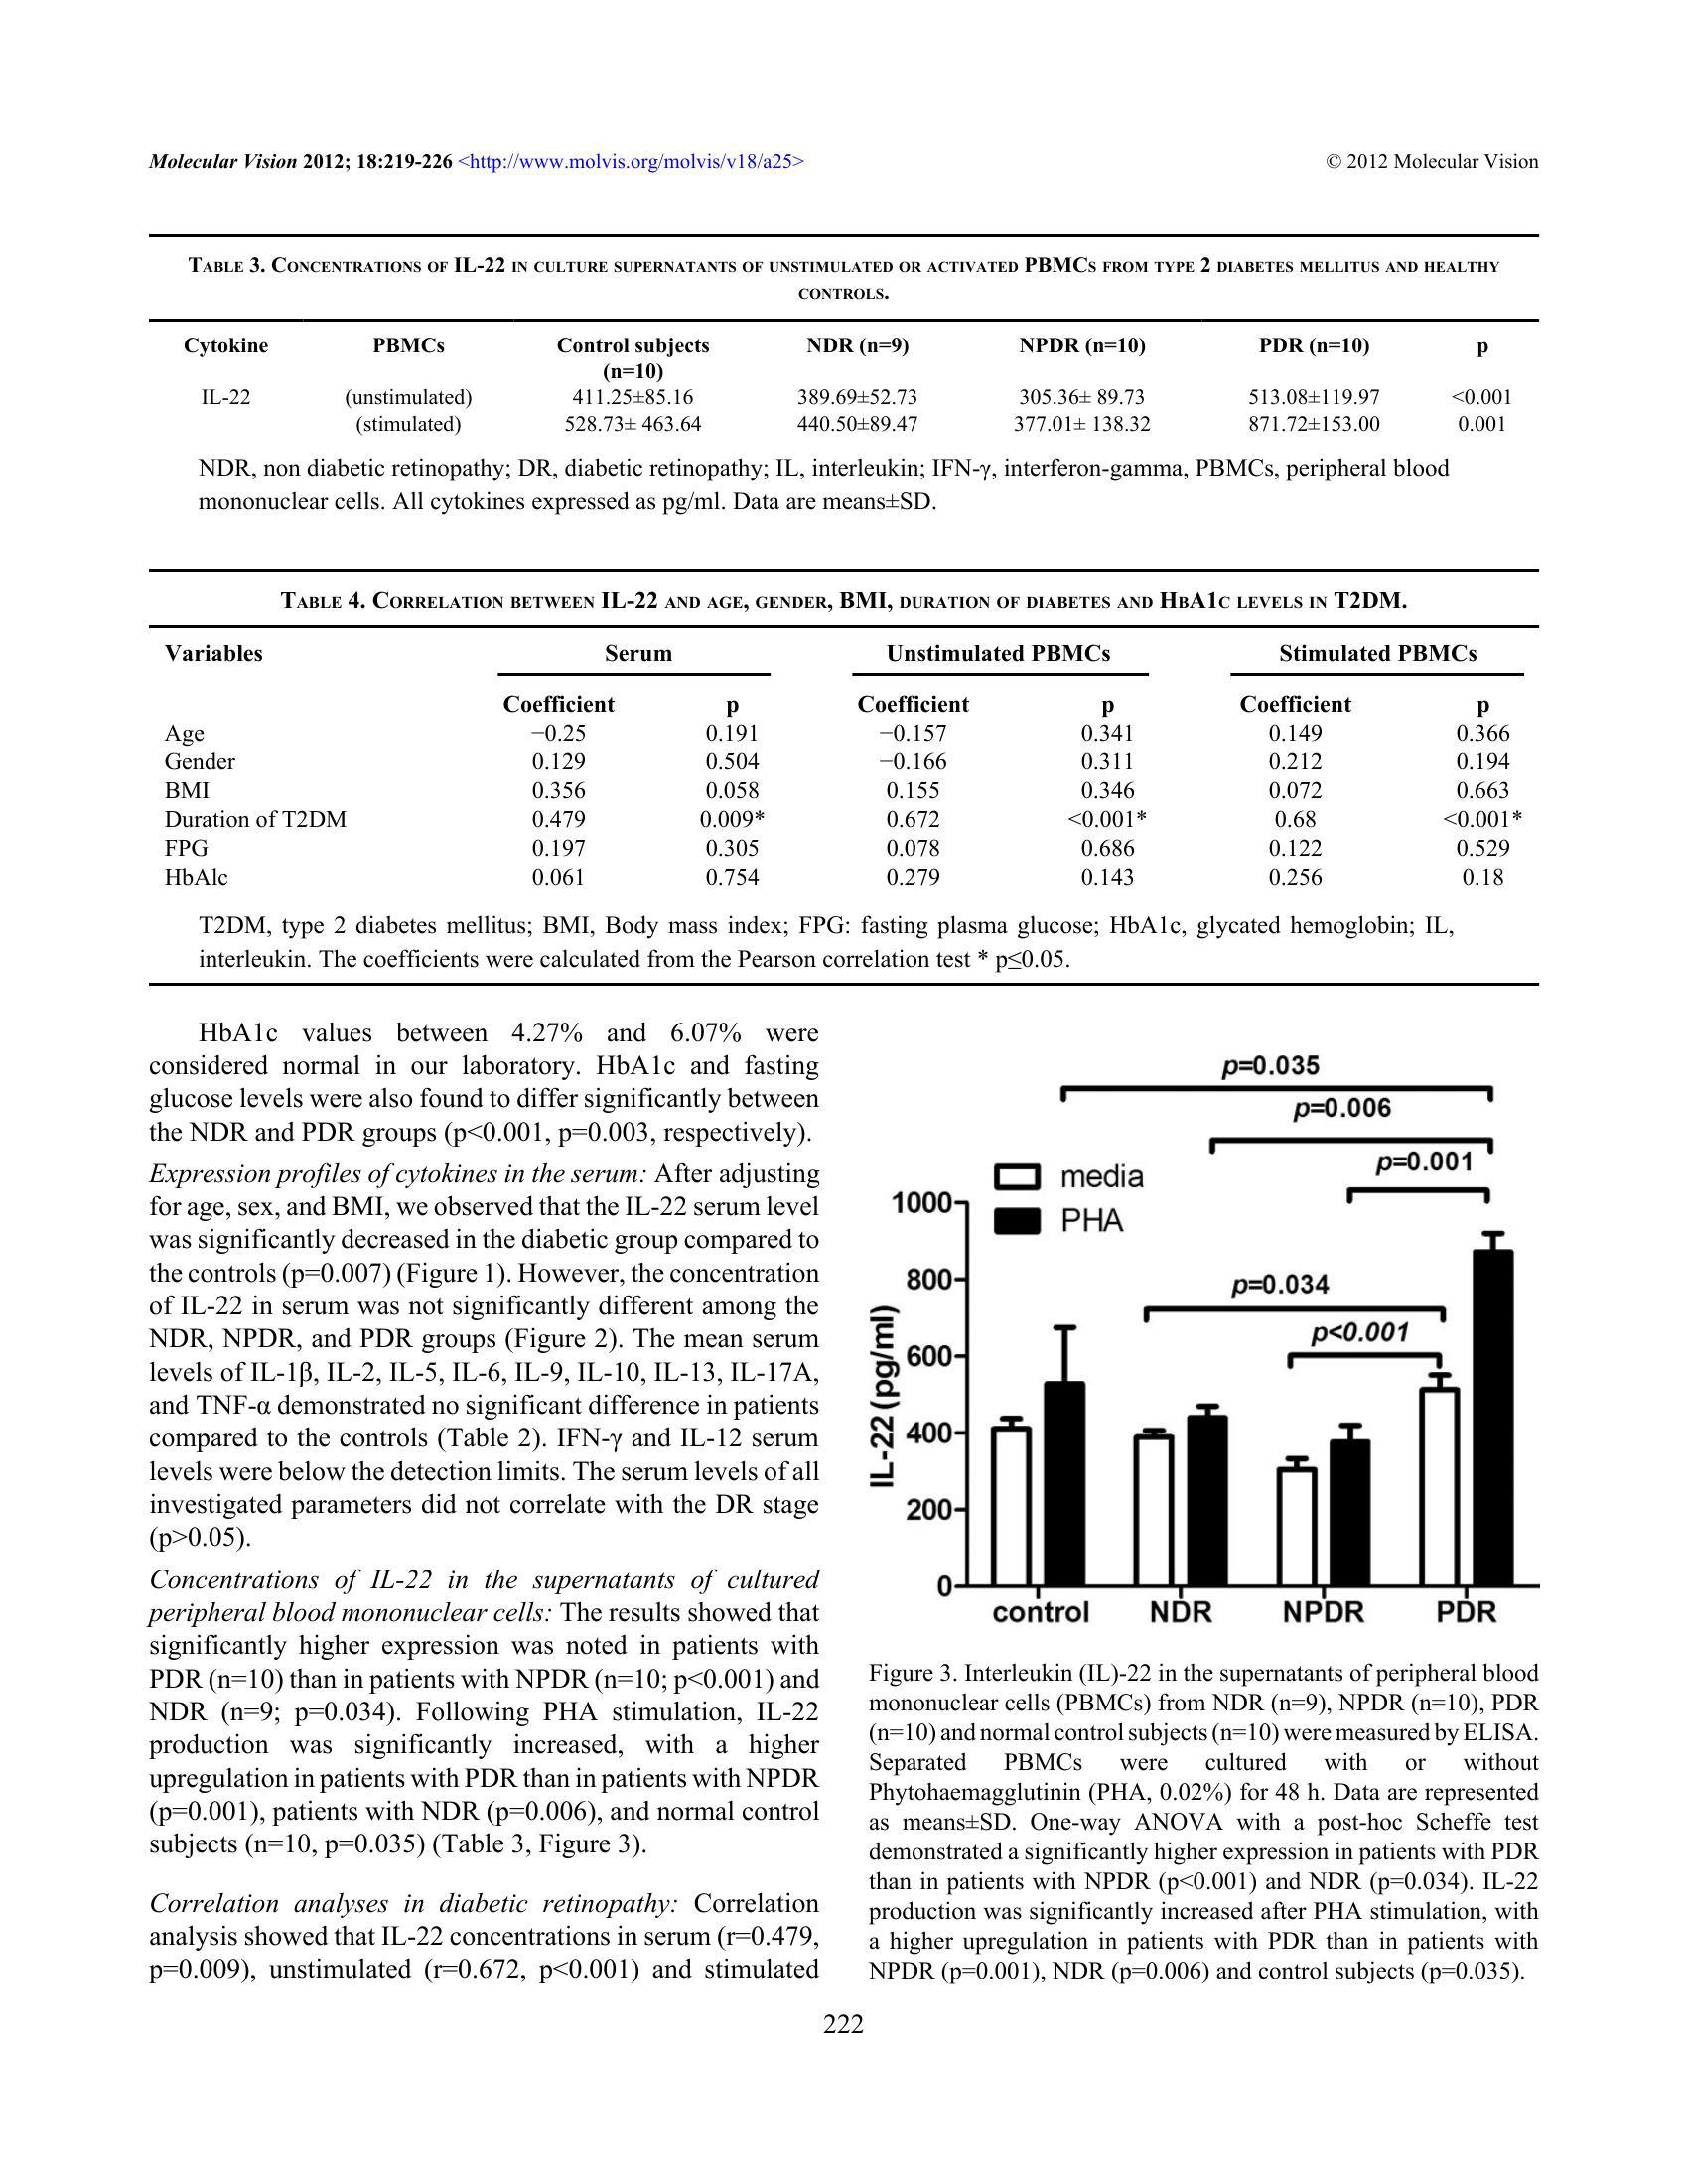 Molecular Vision 2012; 18:219-226 <http://www.molvis.org/molvis/v18/a25>
© 2012 Molecular Vision
TABLE 3. CONCENTRATIONS OF IL-22 IN CULTURE SUPERNATANTS OF UNSTIMULATED OR ACTIVATED PBMCS FROM TYPE 2 DIABETES MELLITUS AND HEALTHY
CONTROLS.
Cytokine PBMCs Control subjects NDR (n=9) NPDR (n=10) PDR (n=10) p
(n=10)
IL-22 (unstimulated) 411.25±85.16 389.69±52.73 305.36± 89.73 513.08±119.97 <0.001
(stimulated) 528.73± 463.64 440.50±89.47 377.01± 138.32 871.72±153.00 0.001
NDR, non diabetic retinopathy; DR, diabetic retinopathy; IL, interleukin; IFN-γ, interferon-gamma, PBMCs, peripheral blood
mononuclear cells. All cytokines expressed as pg/ml. Data are means±SD.
TABLE 4. CORRELATION BETWEEN IL-22 AND AGE, GENDER, BMI, DURATION OF DIABETES AND HBA1C LEVELS IN T2DM.
Variables Serum Unstimulated PBMCs Stimulated PBMCs
Coefficient p Coefficient p Coefficient p
Age −0.25 0.191 −0.157 0.341 0.149 0.366
Gender 0.129 0.504 −0.166 0.311 0.212 0.194
BMI 0.356 0.058 0.155 0.346 0.072 0.663
Duration of T2DM 0.479 0.009* 0.672 <0.001* 0.68 <0.001*
FPG 0.197 0.305 0.078 0.686 0.122 0.529
HbAlc 0.061 0.754 0.279 0.143 0.256 0.18
T2DM, type 2 diabetes mellitus; BMI, Body mass index; FPG: fasting plasma glucose; HbA1c, glycated hemoglobin; IL,
interleukin. The coefficients were calculated from the Pearson correlation test * p≤0.05.
HbA1c values between 4.27% and 6.07% were
considered normal in our laboratory. HbA1c and fasting
glucose levels were also found to differ significantly between
the NDR and PDR groups (p<0.001, p=0.003, respectively).
Expression profiles of cytokines in the serum: After adjusting
for age, sex, and BMI, we observed that the IL-22 serum level
was significantly decreased in the diabetic group compared to
the controls (p=0.007) (Figure 1). However, the concentration
of IL-22 in serum was not significantly different among the
NDR, NPDR, and PDR groups (Figure 2). The mean serum
levels of IL-1β, IL-2, IL-5, IL-6, IL-9, IL-10, IL-13, IL-17A,
and TNF-α demonstrated no significant difference in patients
compared to the controls (Table 2). IFN-γ and IL-12 serum
levels were below the detection limits. The serum levels of all
investigated parameters did not correlate with the DR stage
(p>0.05).
Concentrations of IL-22 in the supernatants of cultured
peripheral blood mononuclear cells: The results showed that
significantly higher expression was noted in patients with
PDR (n=10) than in patients with NPDR (n=10; p<0.001) and
NDR (n=9; p=0.034). Following PHA stimulation, IL-22
production was significantly increased, with a higher
upregulation in patients with PDR than in patients with NPDR
(p=0.001), patients with NDR (p=0.006), and normal control
subjects (n=10, p=0.035) (Table 3, Figure 3).
Correlation analyses in diabetic retinopathy: Correlation
analysis showed that IL-22 concentrations in serum (r=0.479,
p=0.009), unstimulated (r=0.672, p<0.001) and stimulated
p=0.035
p=0.006
p=0.001
media
PHA
p=0.034
p<0.001
IL-22 (pg/ml)
1000
800
600
400
200
0
control NDR NPDR PDR
Figure 3. Interleukin (IL)-22 in the supernatants of peripheral blood
mononuclear cells (PBMCs) from NDR (n=9), NPDR (n=10), PDR
(n=10) and normal control subjects (n=10) were measured by ELISA.
Separated PBMCs were cultured with or without
Phytohaemagglutinin (PHA, 0.02%) for 48 h. Data are represented
as means±SD. One-way ANOVA with a post-hoc Scheffe test
demonstrated a significantly higher expression in patients with PDR
than in patients with NPDR (p<0.001) and NDR (p=0.034). IL-22
production was significantly increased after PHA stimulation, with
a higher upregulation in patients with PDR than in patients with
NPDR (p=0.001), NDR (p=0.006) and control subjects (p=0.035).
222